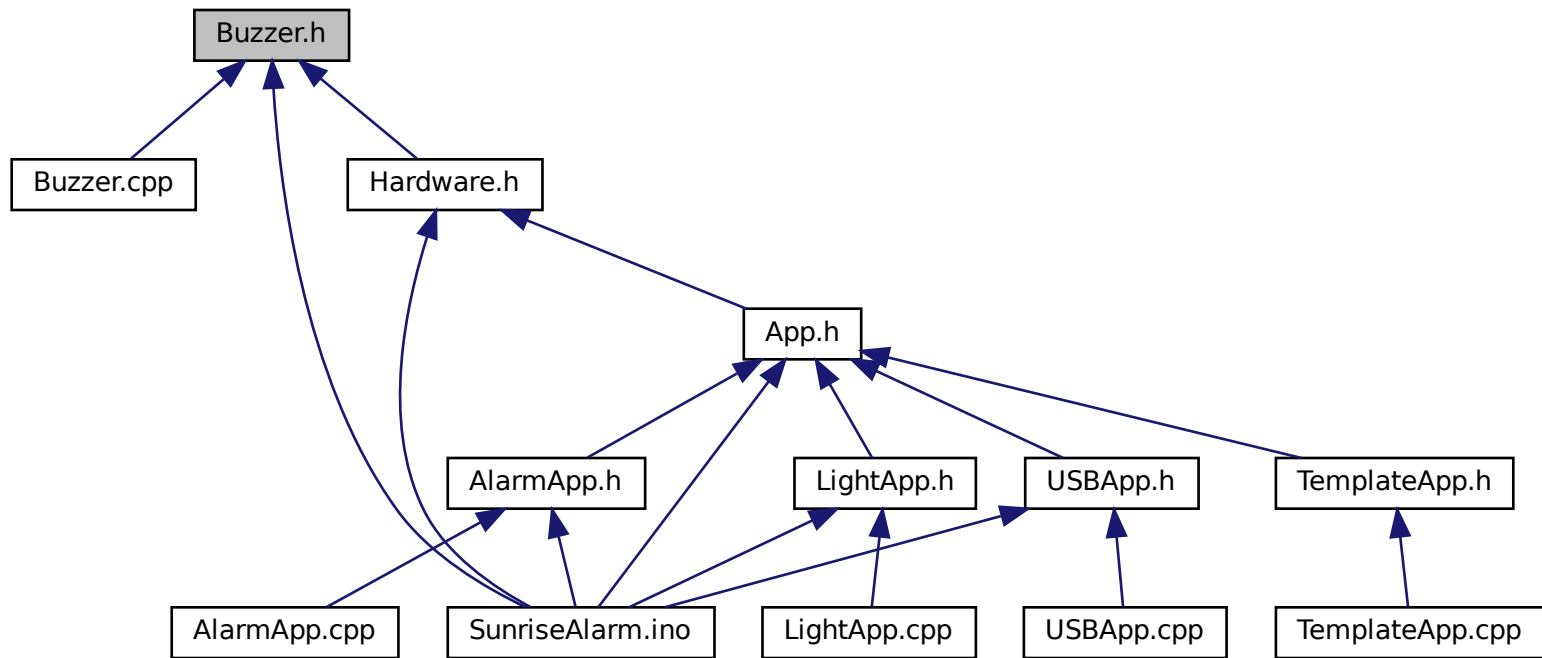 Buzzer.h
Buzzer.cpp
Hardware.h
App.h
AlarmApp.h
LightApp.h
USBApp.h
TemplateApp.h
AlarmApp.cpp
SunriseAlarm.ino
LightApp.cpp
USBApp.cpp
TemplateApp.cpp